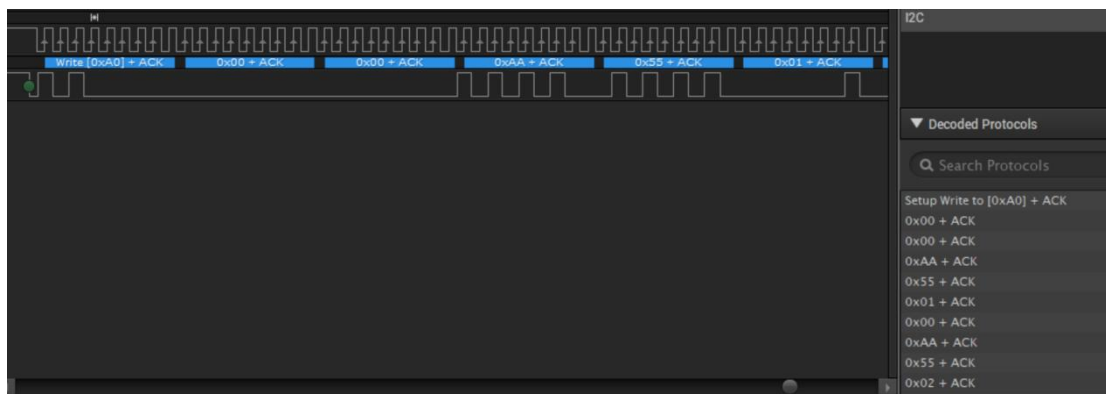 I2C
Write [0xA0] + ACK 0x00 + ACK 0x00 + ACK 0xAA + ACK 0x55 + ACK 0x01 + ACK
Decoded Protocols
Search Protocols
Setup Write to [0xA0] + ACK
0x00 + ACK
0x00 + ACK
0xAA + ACK
0x55 + ACK
0x01 + ACK
0x00 + ACK
0xAA + ACK
0x55 + ACK
0x02 + ACK